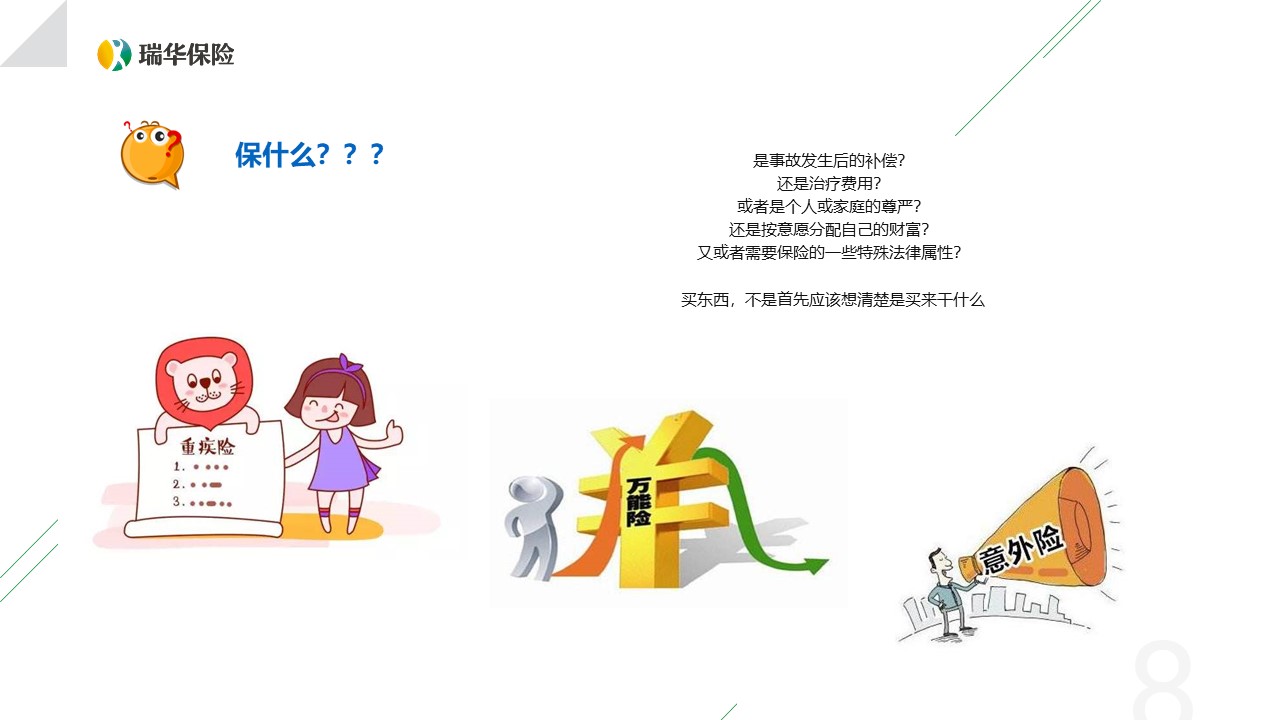 瑞华保险
保什么？？？
是事故发生后的补偿?
还是治疗费用?
或者是个人或家庭的尊严?
还是按意愿分配自己的财富?
又或者需要保险的一些特殊法律属性?
买东西，不是首先应该想清楚是买来干什么
重疾险
1.
2.
3.
万能险
意外险
8